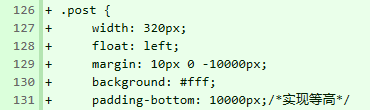 126 + .post {
127 +     width: 320px;
128 +     float: left;
129 +     margin: 10px 0 -10000px;
130 +     background: #fff;
131 +     padding-bottom: 10000px;/*实现等高*/